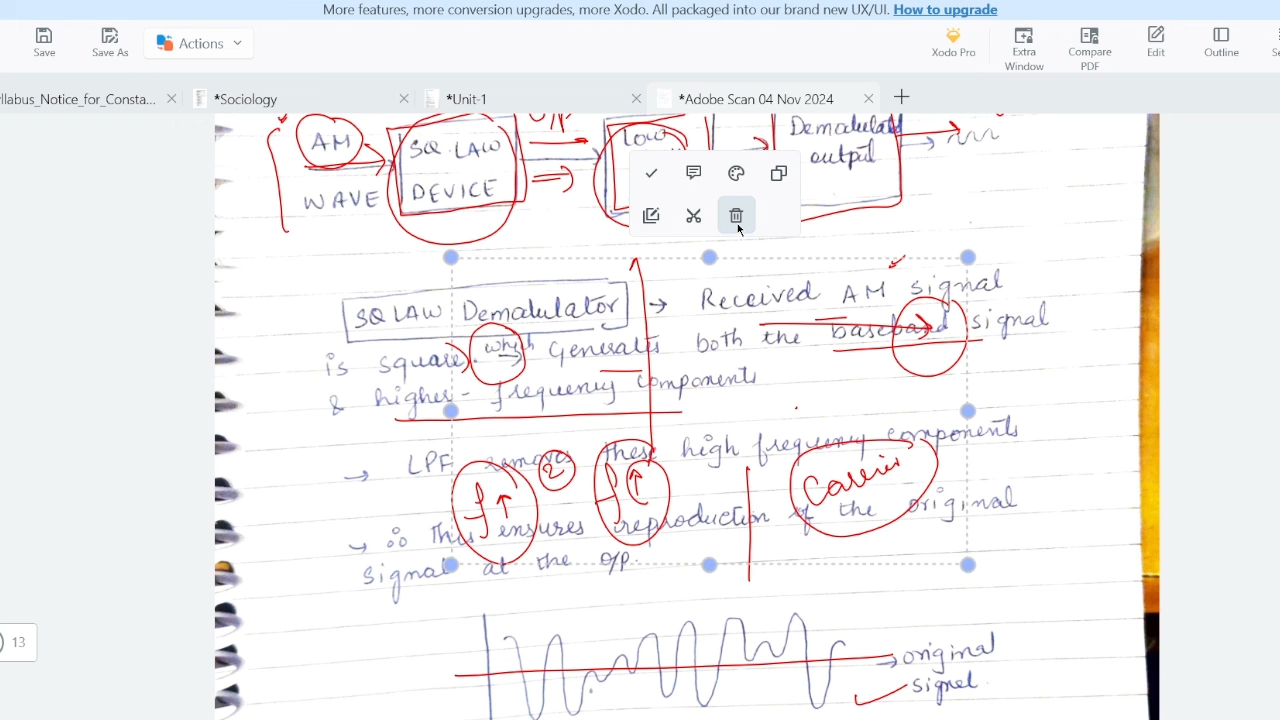 More features, more conversion upgrades, more Xodo. All packaged into our brand new UX/UI. How to upgrade
Save
Save As
Actions
Xodo Pro
Extra Window
Compare PDF
Edit
Outline
llabus_Notice_for_Consta...
*Sociology
*Unit-1
*Adobe Scan 04 Nov 2024
AM
WAVE
SQ. LAW
DEVICE
O/P
LOW
Demodulated
output
SQ LAW Demodulator → Received AM signal
is square. which Generates both the baseband signal
& higher - frequency components
→ LPF removes these high frequency components
f↑ 2 f↑ Carrier
→ ∴ This ensures reproduction of the original
signal at the o/p.
13
→ original
signal